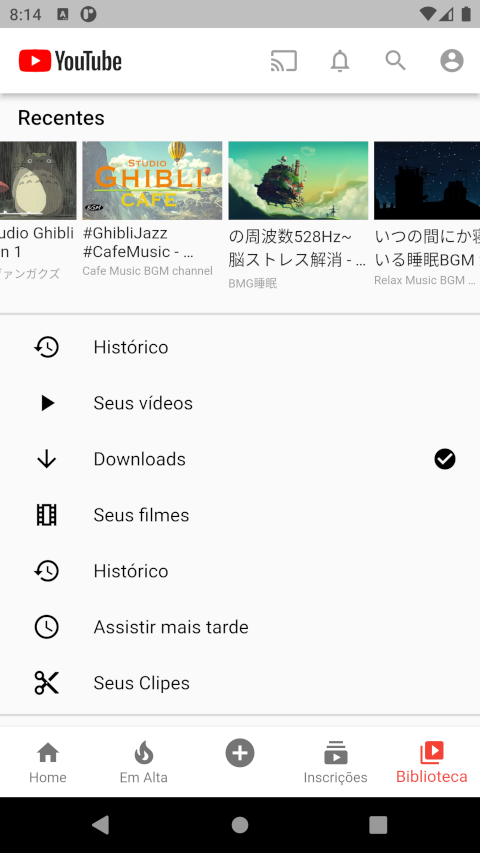 8:14
YouTube
Recentes
STUDIO
GHIBLI
CAFE
BGM
udio Ghibli
n 1
ヴァンガクズ
#GhibliJazz
#CafeMusic - ...
Cafe Music BGM channel
の周波数528Hz~
脳ストレス解消 - ...
BMG睡眠
いつの間にか寝
いる睡眠BGM
Relax Music BGM ...
Histórico
Seus vídeos
Downloads
Seus filmes
Histórico
Assistir mais tarde
Seus Clipes
Home
Em Alta
Inscrições
Biblioteca